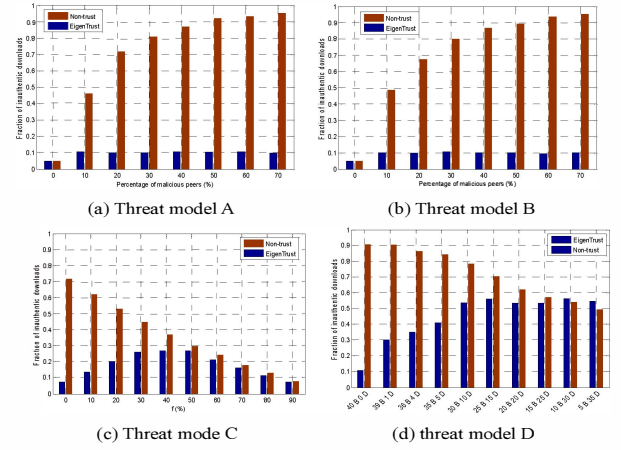 1
0.9
0.8
0.7
0.6
0.5
0.4
0.3
0.2
0.1
0
Fraction of inauthentic downloads
Non-trust
EigenTrust
0 10 20 30 40 50 60 70
Percentage of malicious peers (%)
(a) Threat model A
1
0.9
0.8
0.7
0.6
0.5
0.4
0.3
0.2
0.1
0
Fraction of inauthentic downloads
Non-trust
EigenTrust
0 10 20 30 40 50 60 70
Percentage of malicious peers (%)
(b) Threat model B
1
0.9
0.8
0.7
0.6
0.5
0.4
0.3
0.2
0.1
0
Fraction of inauthentic downloads
Non-trust
EigenTrust
0 10 20 30 40 50 60 70 80 90
f (%)
(c) Threat mode C
1
0.9
0.8
0.7
0.6
0.5
0.4
0.3
0.2
0.1
0
Fraction of inauthentic downloads
EigenTrust
Non-trust
40 B 0 D
39 B 1 D
36 B 4 D
35 B 5 D
30 B 10 D
25 B 15 D
20 B 20 D
15 B 25 D
10 B 30 D
5 B 35 D
(d) threat model D